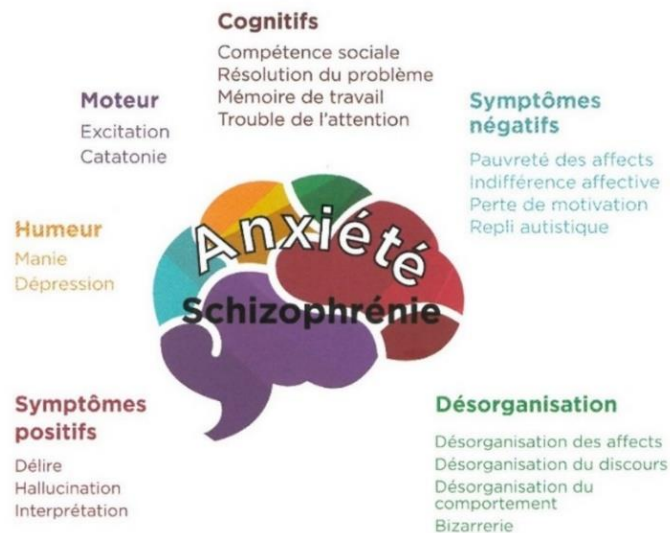 Cognitifs
Compétence sociale
Résolution du problème
Mémoire de travail
Trouble de l'attention
Moteur
Excitation
Catatonie
Symptômes
négatifs
Pauvreté des affects
Indifférence affective
Perte de motivation
Repli autistique
Humeur
Manie
Dépression
Anxiété
Schizophrénie
Symptômes
positifs
Délire
Hallucination
Interprétation
Désorganisation
Désorganisation des affects
Désorganisation du discours
Désorganisation du
comportement
Bizarrerie